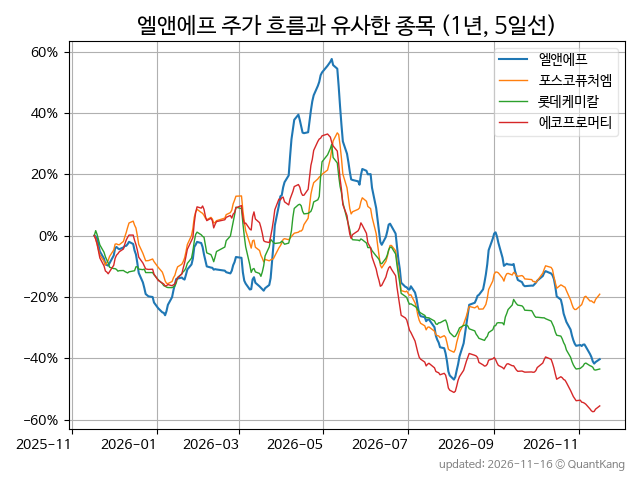 엘앤에프 주가 흐름과 유사한 종목 (1년, 5일선)
엘앤에프
포스코퓨처엠
롯데케미칼
에코프로머티
60%
40%
20%
0%
−20%
−40%
−60%
2025-11 2026-01 2026-03 2026-05 2026-07 2026-09 2026-11
updated: 2026-11-16 © QuantKang